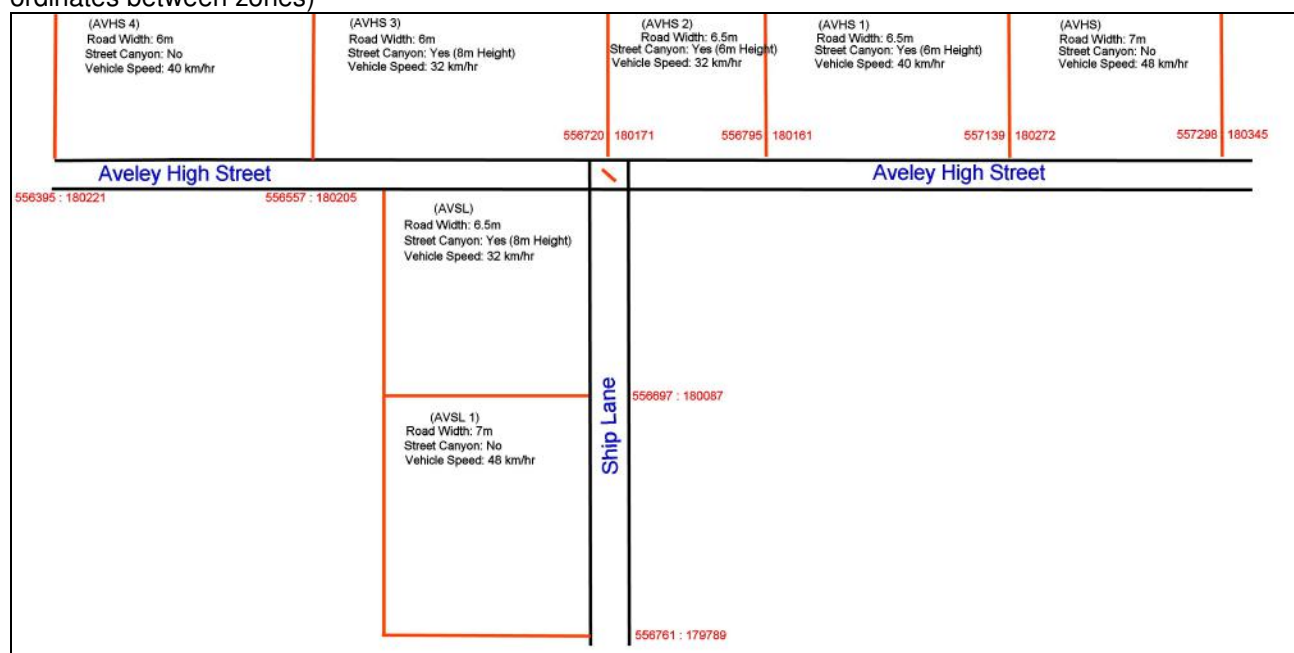 ordinates between zones)
(AVHS 4)
Road Width: 6m
Street Canyon: No
Vehicle Speed: 40 km/hr
(AVHS 3)
Road Width: 6m
Street Canyon: Yes (8m Height)
Vehicle Speed: 32 km/hr
(AVHS 2)
Road Width: 6.5m
Street Canyon: Yes (6m Height)
Vehicle Speed: 32 km/hr
(AVHS 1)
Road Width: 6.5m
Street Canyon: Yes (6m Height)
Vehicle Speed: 40 km/hr
(AVHS)
Road Width: 7m
Street Canyon: No
Vehicle Speed: 48 km/hr
556720 180171
556795 180161
557139 180272
557298 180345
Aveley High Street
Aveley High Street
556395 : 180221
556557 : 180205
(AVSL)
Road Width: 6.5m
Street Canyon: Yes (8m Height)
Vehicle Speed: 32 km/hr
Ship Lane
556697 : 180087
(AVSL 1)
Road Width: 7m
Street Canyon: No
Vehicle Speed: 48 km/hr
556761 : 179789